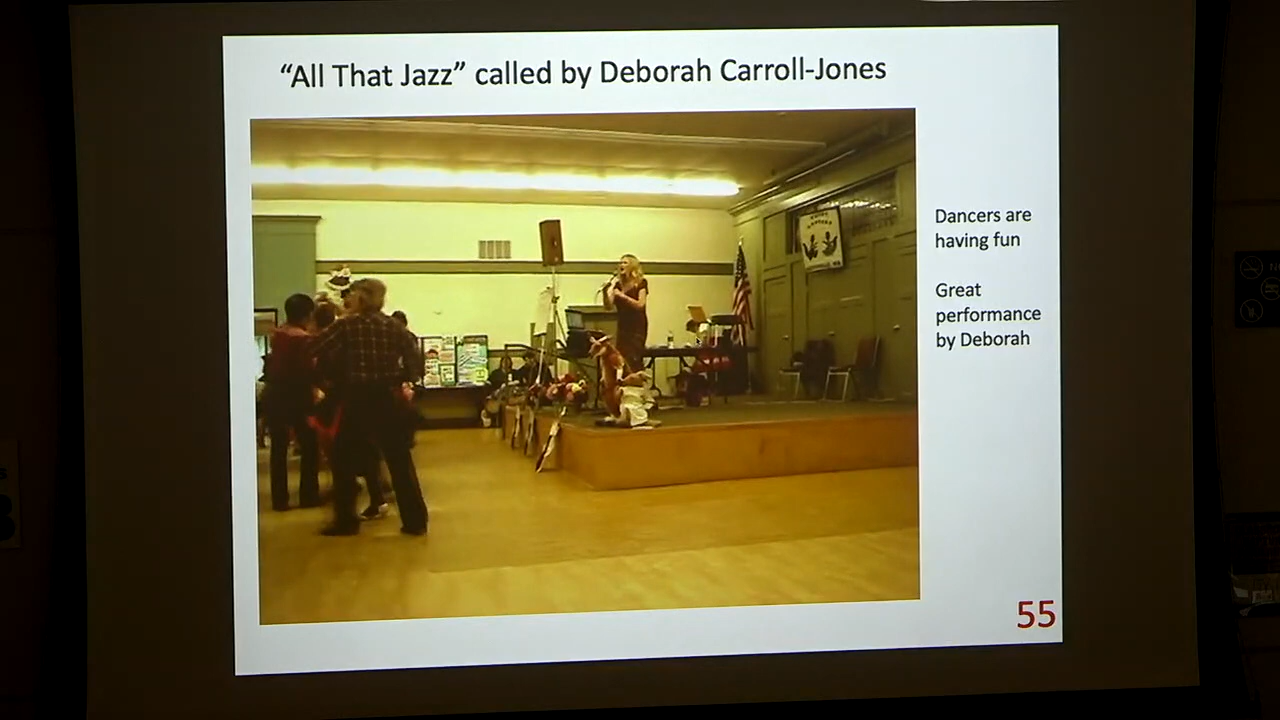 “All That Jazz” called by Deborah Carroll-Jones
Dancers are
having fun
Great
performance
by Deborah
55